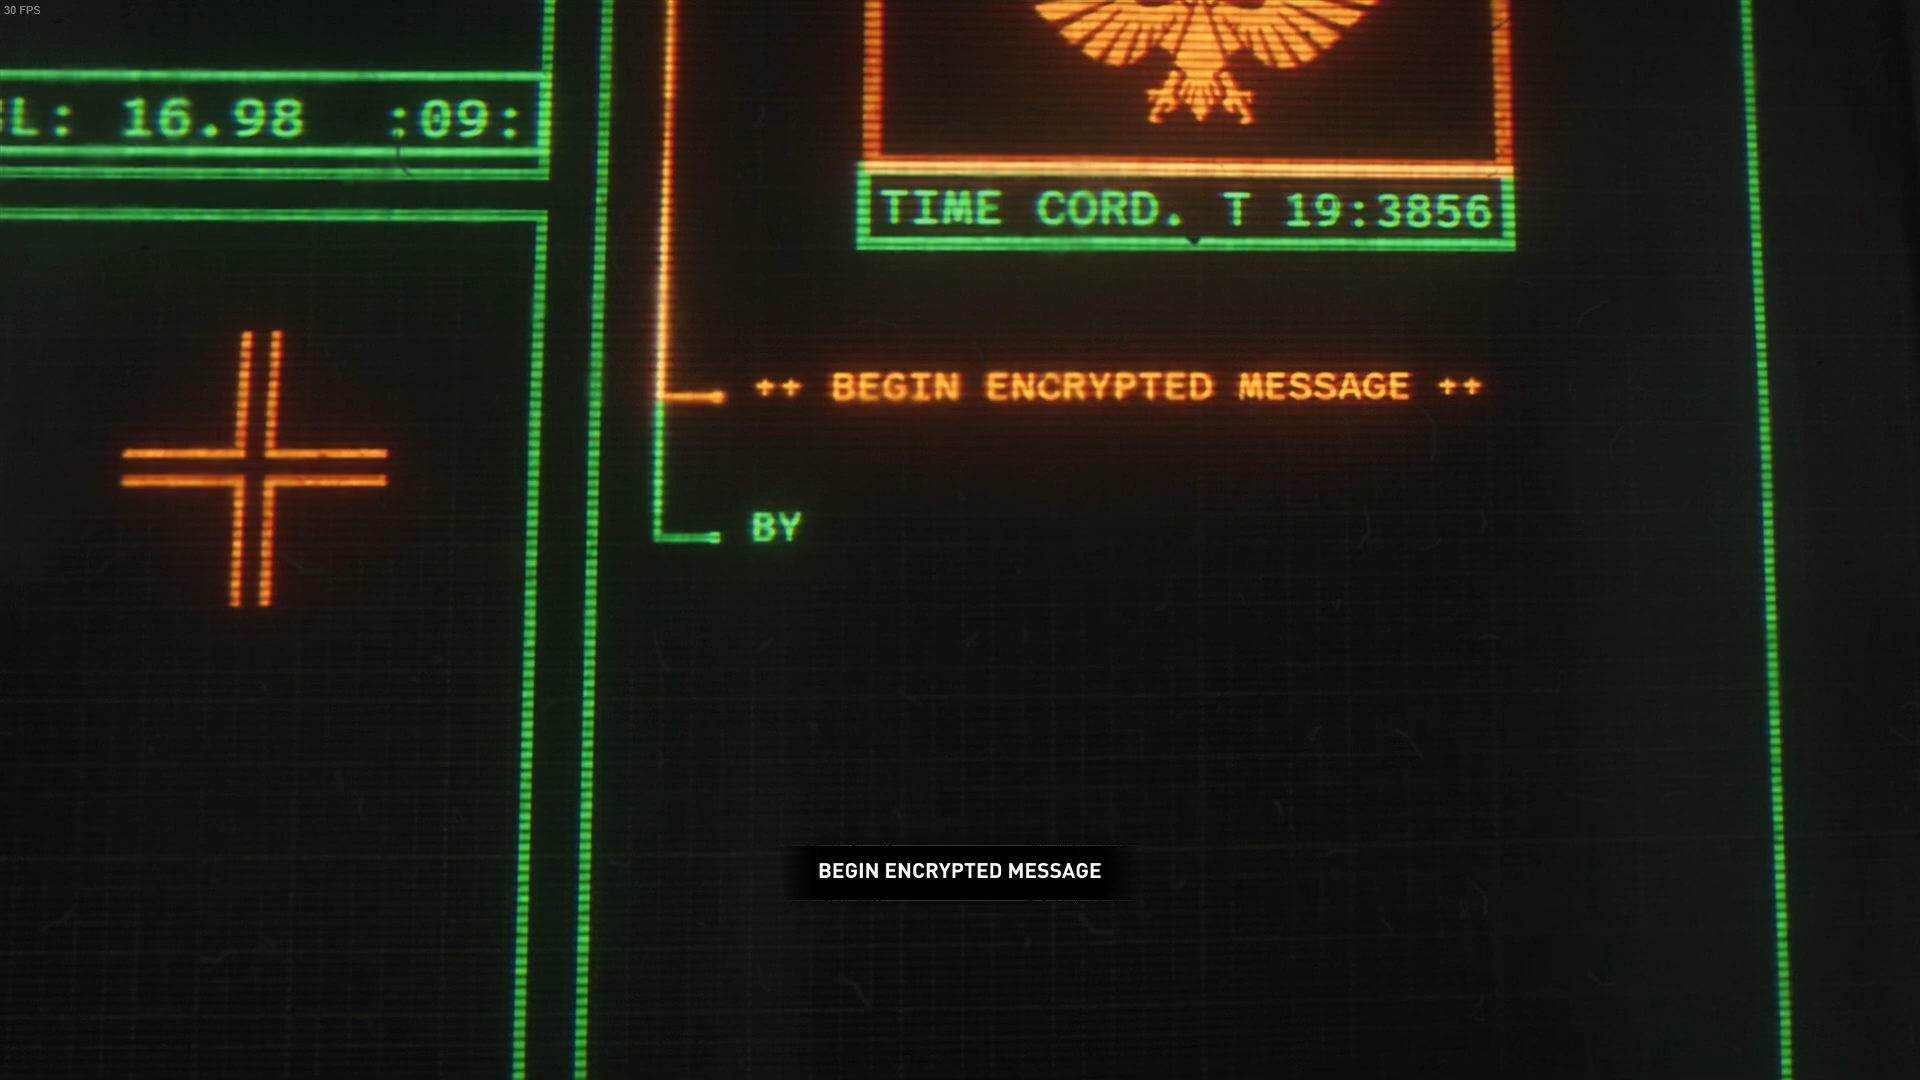 30 FPS
L: 16.98 :09:
TIME CORD. T 19:3856
++ BEGIN ENCRYPTED MESSAGE ++
BY
BEGIN ENCRYPTED MESSAGE